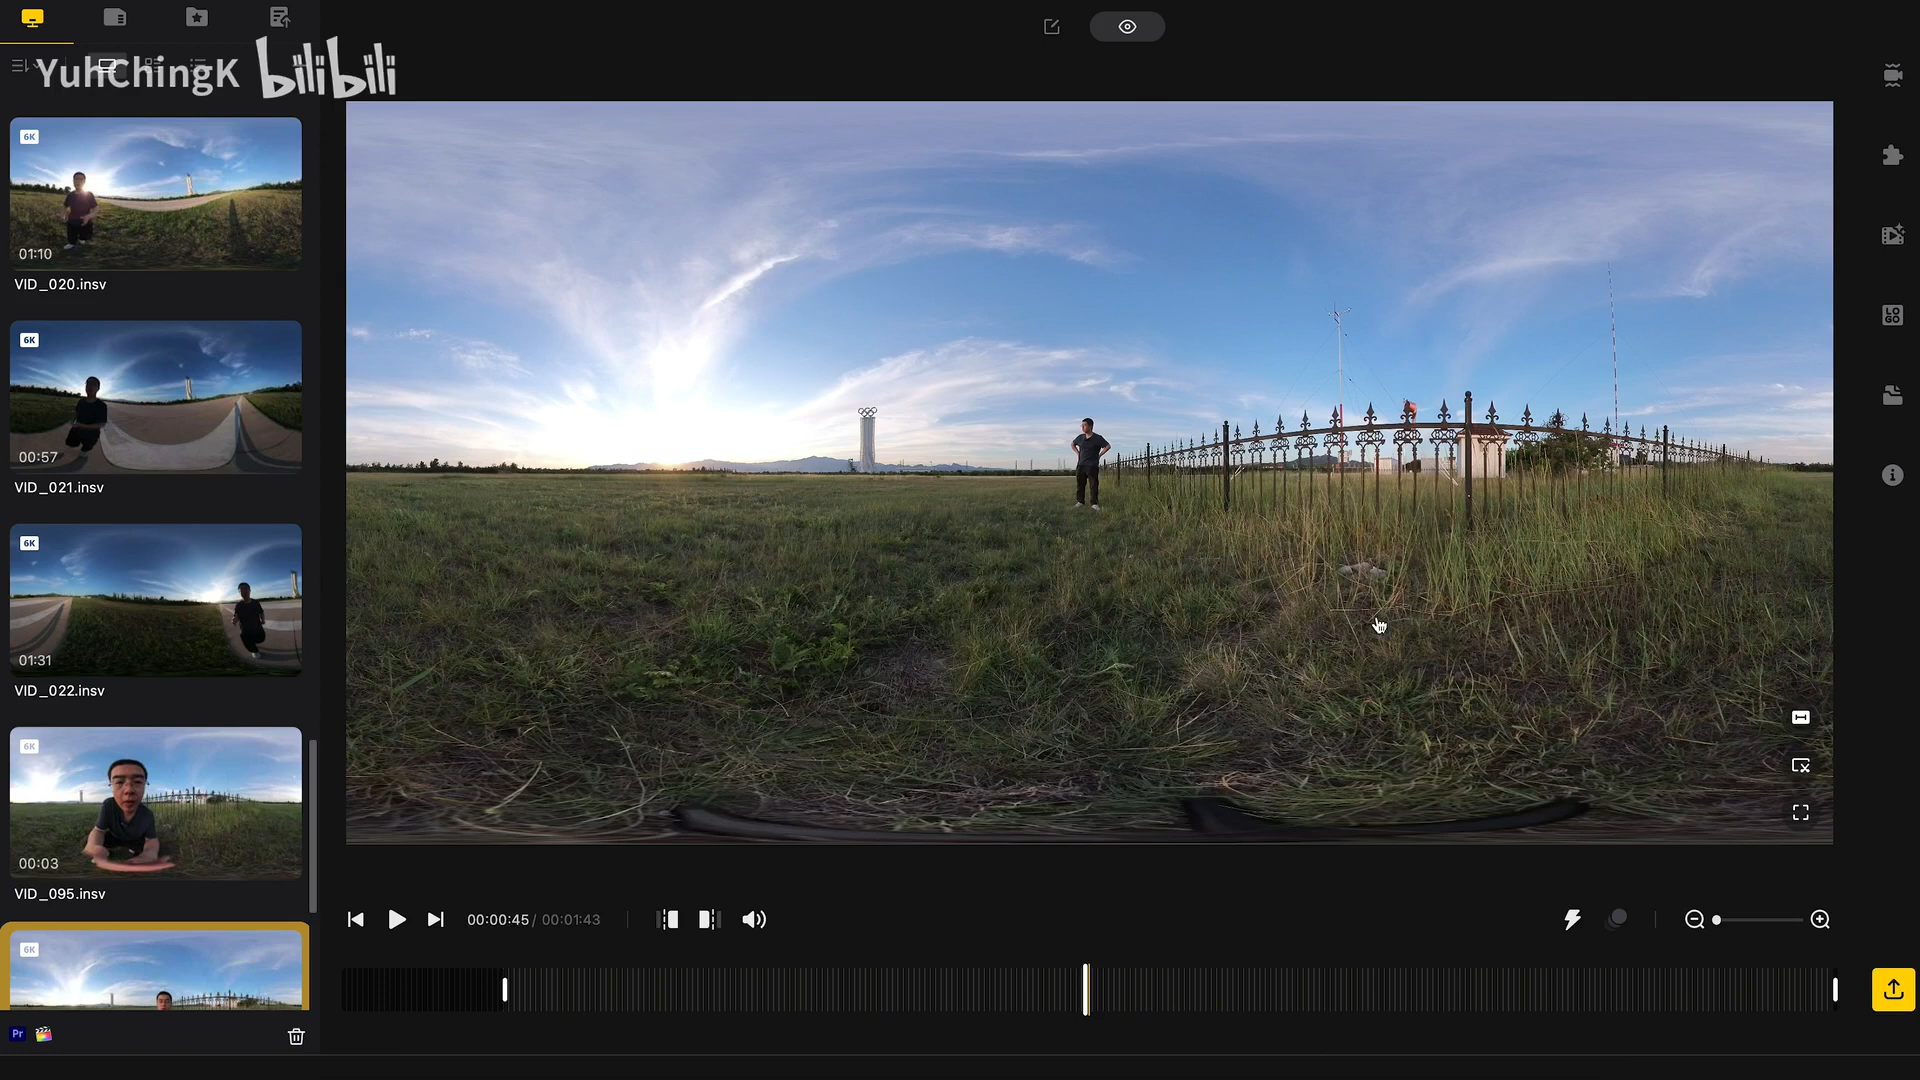 YuhChingK bilibili
6K
01:10
VID_020.insv
6K
00:57
VID_021.insv
6K
01:31
VID_022.insv
6K
00:03
VID_095.insv
6K
LOGO
00:00:45 / 00:01:43
Pr